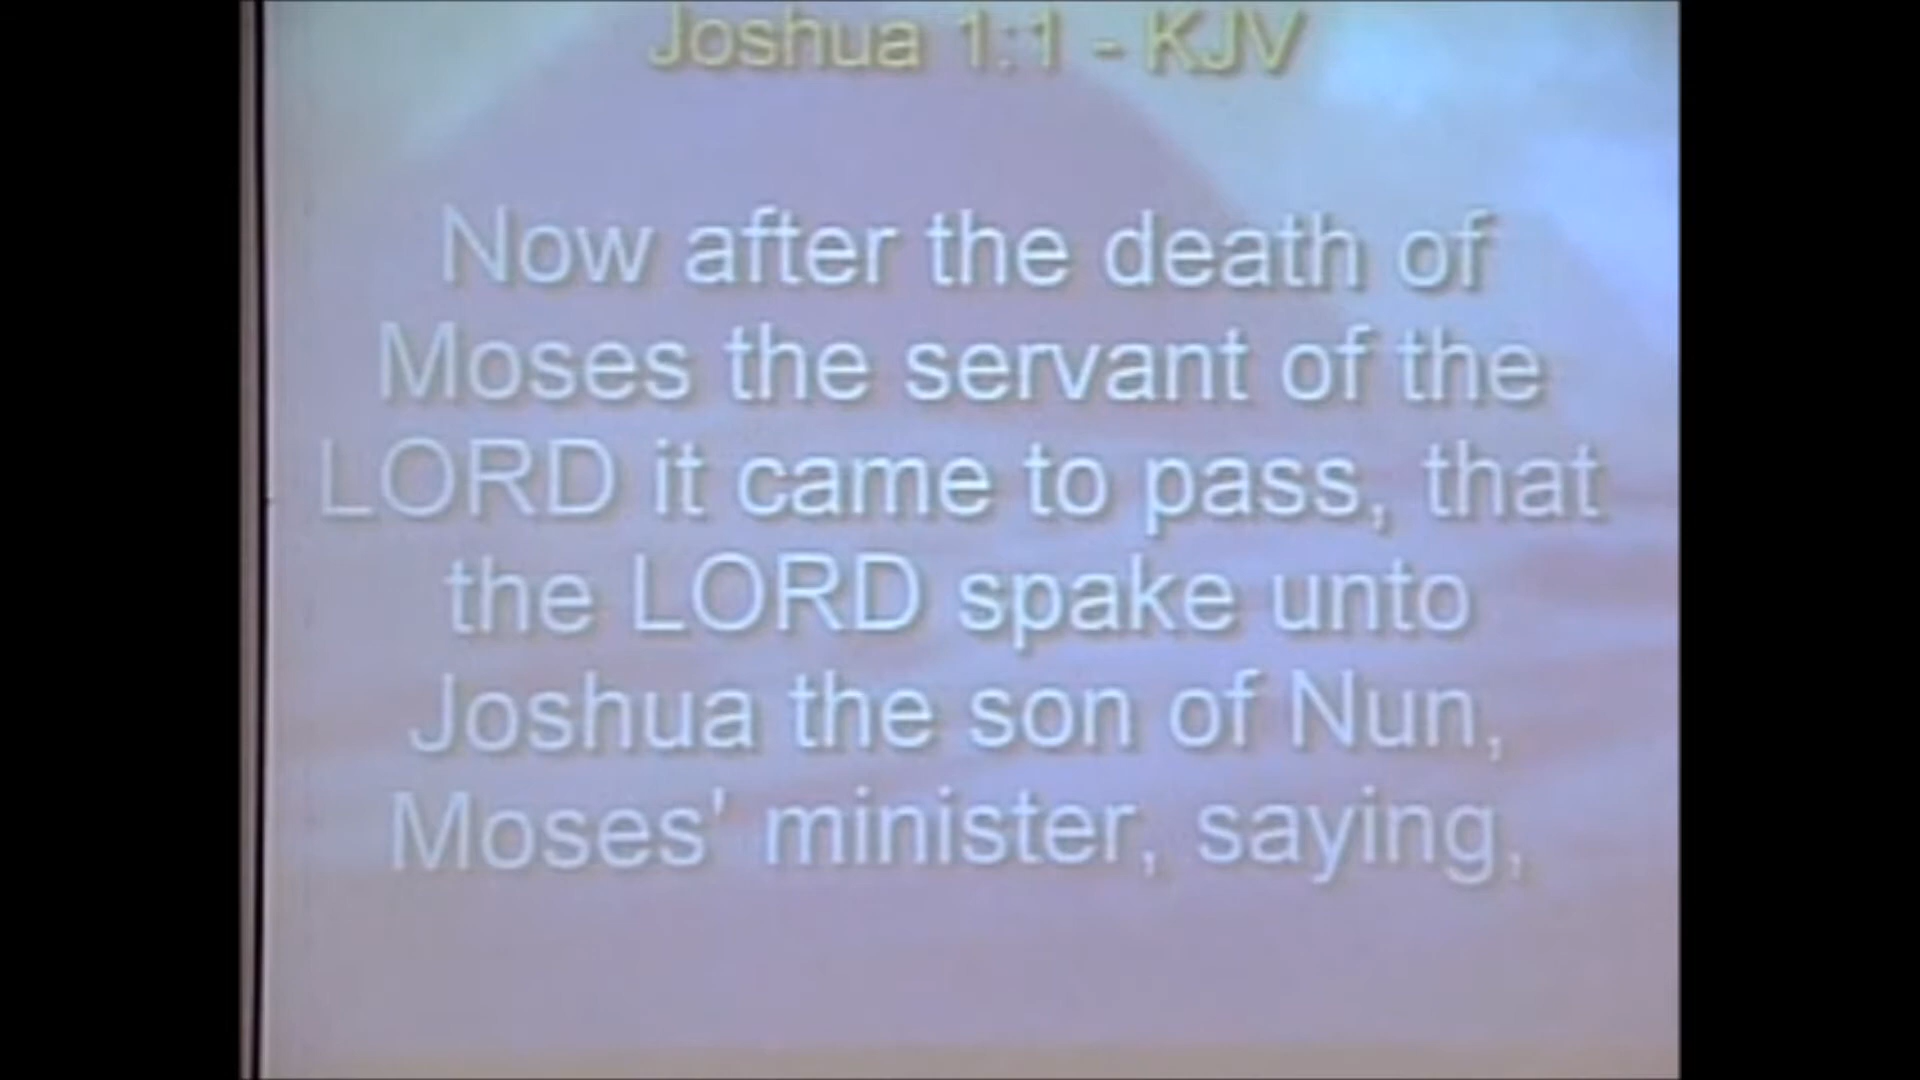 Joshua 1:1 - KJV
Now after the death of
Moses the servant of the
LORD it came to pass, that
the LORD spake unto
Joshua the son of Nun,
Moses' minister, saying,